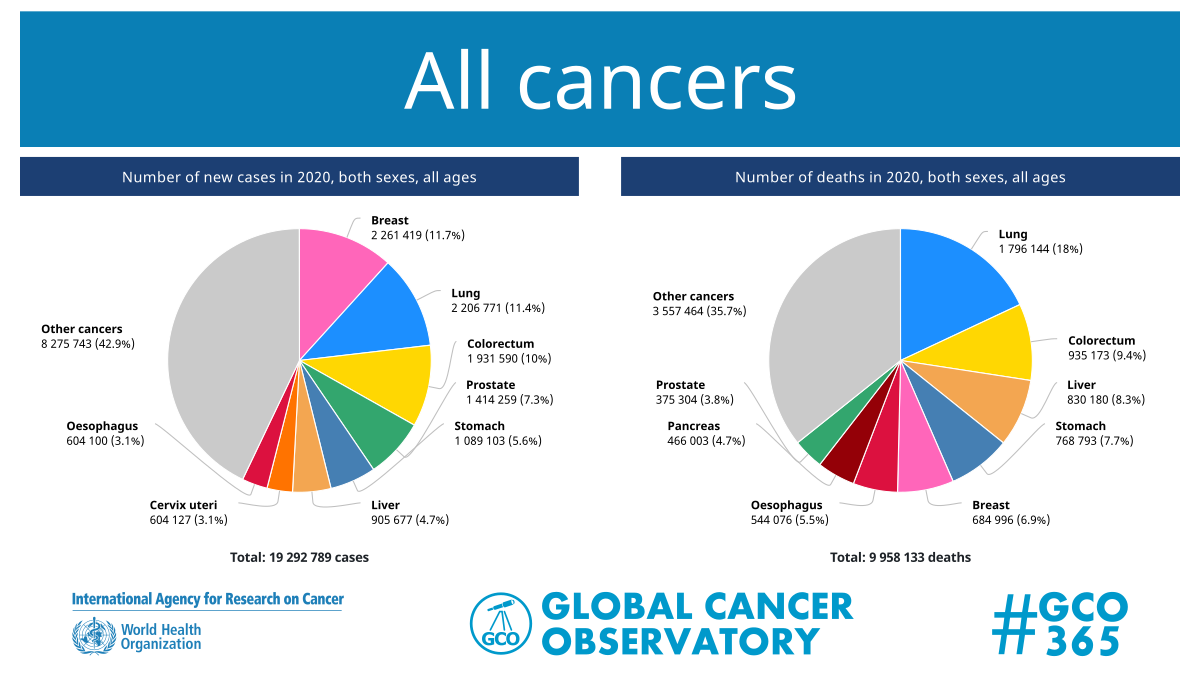 All cancers
Number of new cases in 2020, both sexes, all ages
Breast
2 261 419 (11.7%)
Lung
2 206 771 (11.4%)
Colorectum
1 931 590 (10%)
Prostate
1 414 259 (7.3%)
Stomach
1 089 103 (5.6%)
Liver
905 677 (4.7%)
Cervix uteri
604 127 (3.1%)
Oesophagus
604 100 (3.1%)
Other cancers
8 275 743 (42.9%)
Total: 19 292 789 cases
Number of deaths in 2020, both sexes, all ages
Lung
1 796 144 (18%)
Colorectum
935 173 (9.4%)
Liver
830 180 (8.3%)
Stomach
768 793 (7.7%)
Breast
684 996 (6.9%)
Oesophagus
544 076 (5.5%)
Pancreas
466 003 (4.7%)
Prostate
375 304 (3.8%)
Other cancers
3 557 464 (35.7%)
Total: 9 958 133 deaths
International Agency for Research on Cancer
World Health
Organization
GCO
GLOBAL CANCER
OBSERVATORY
#GCO
365